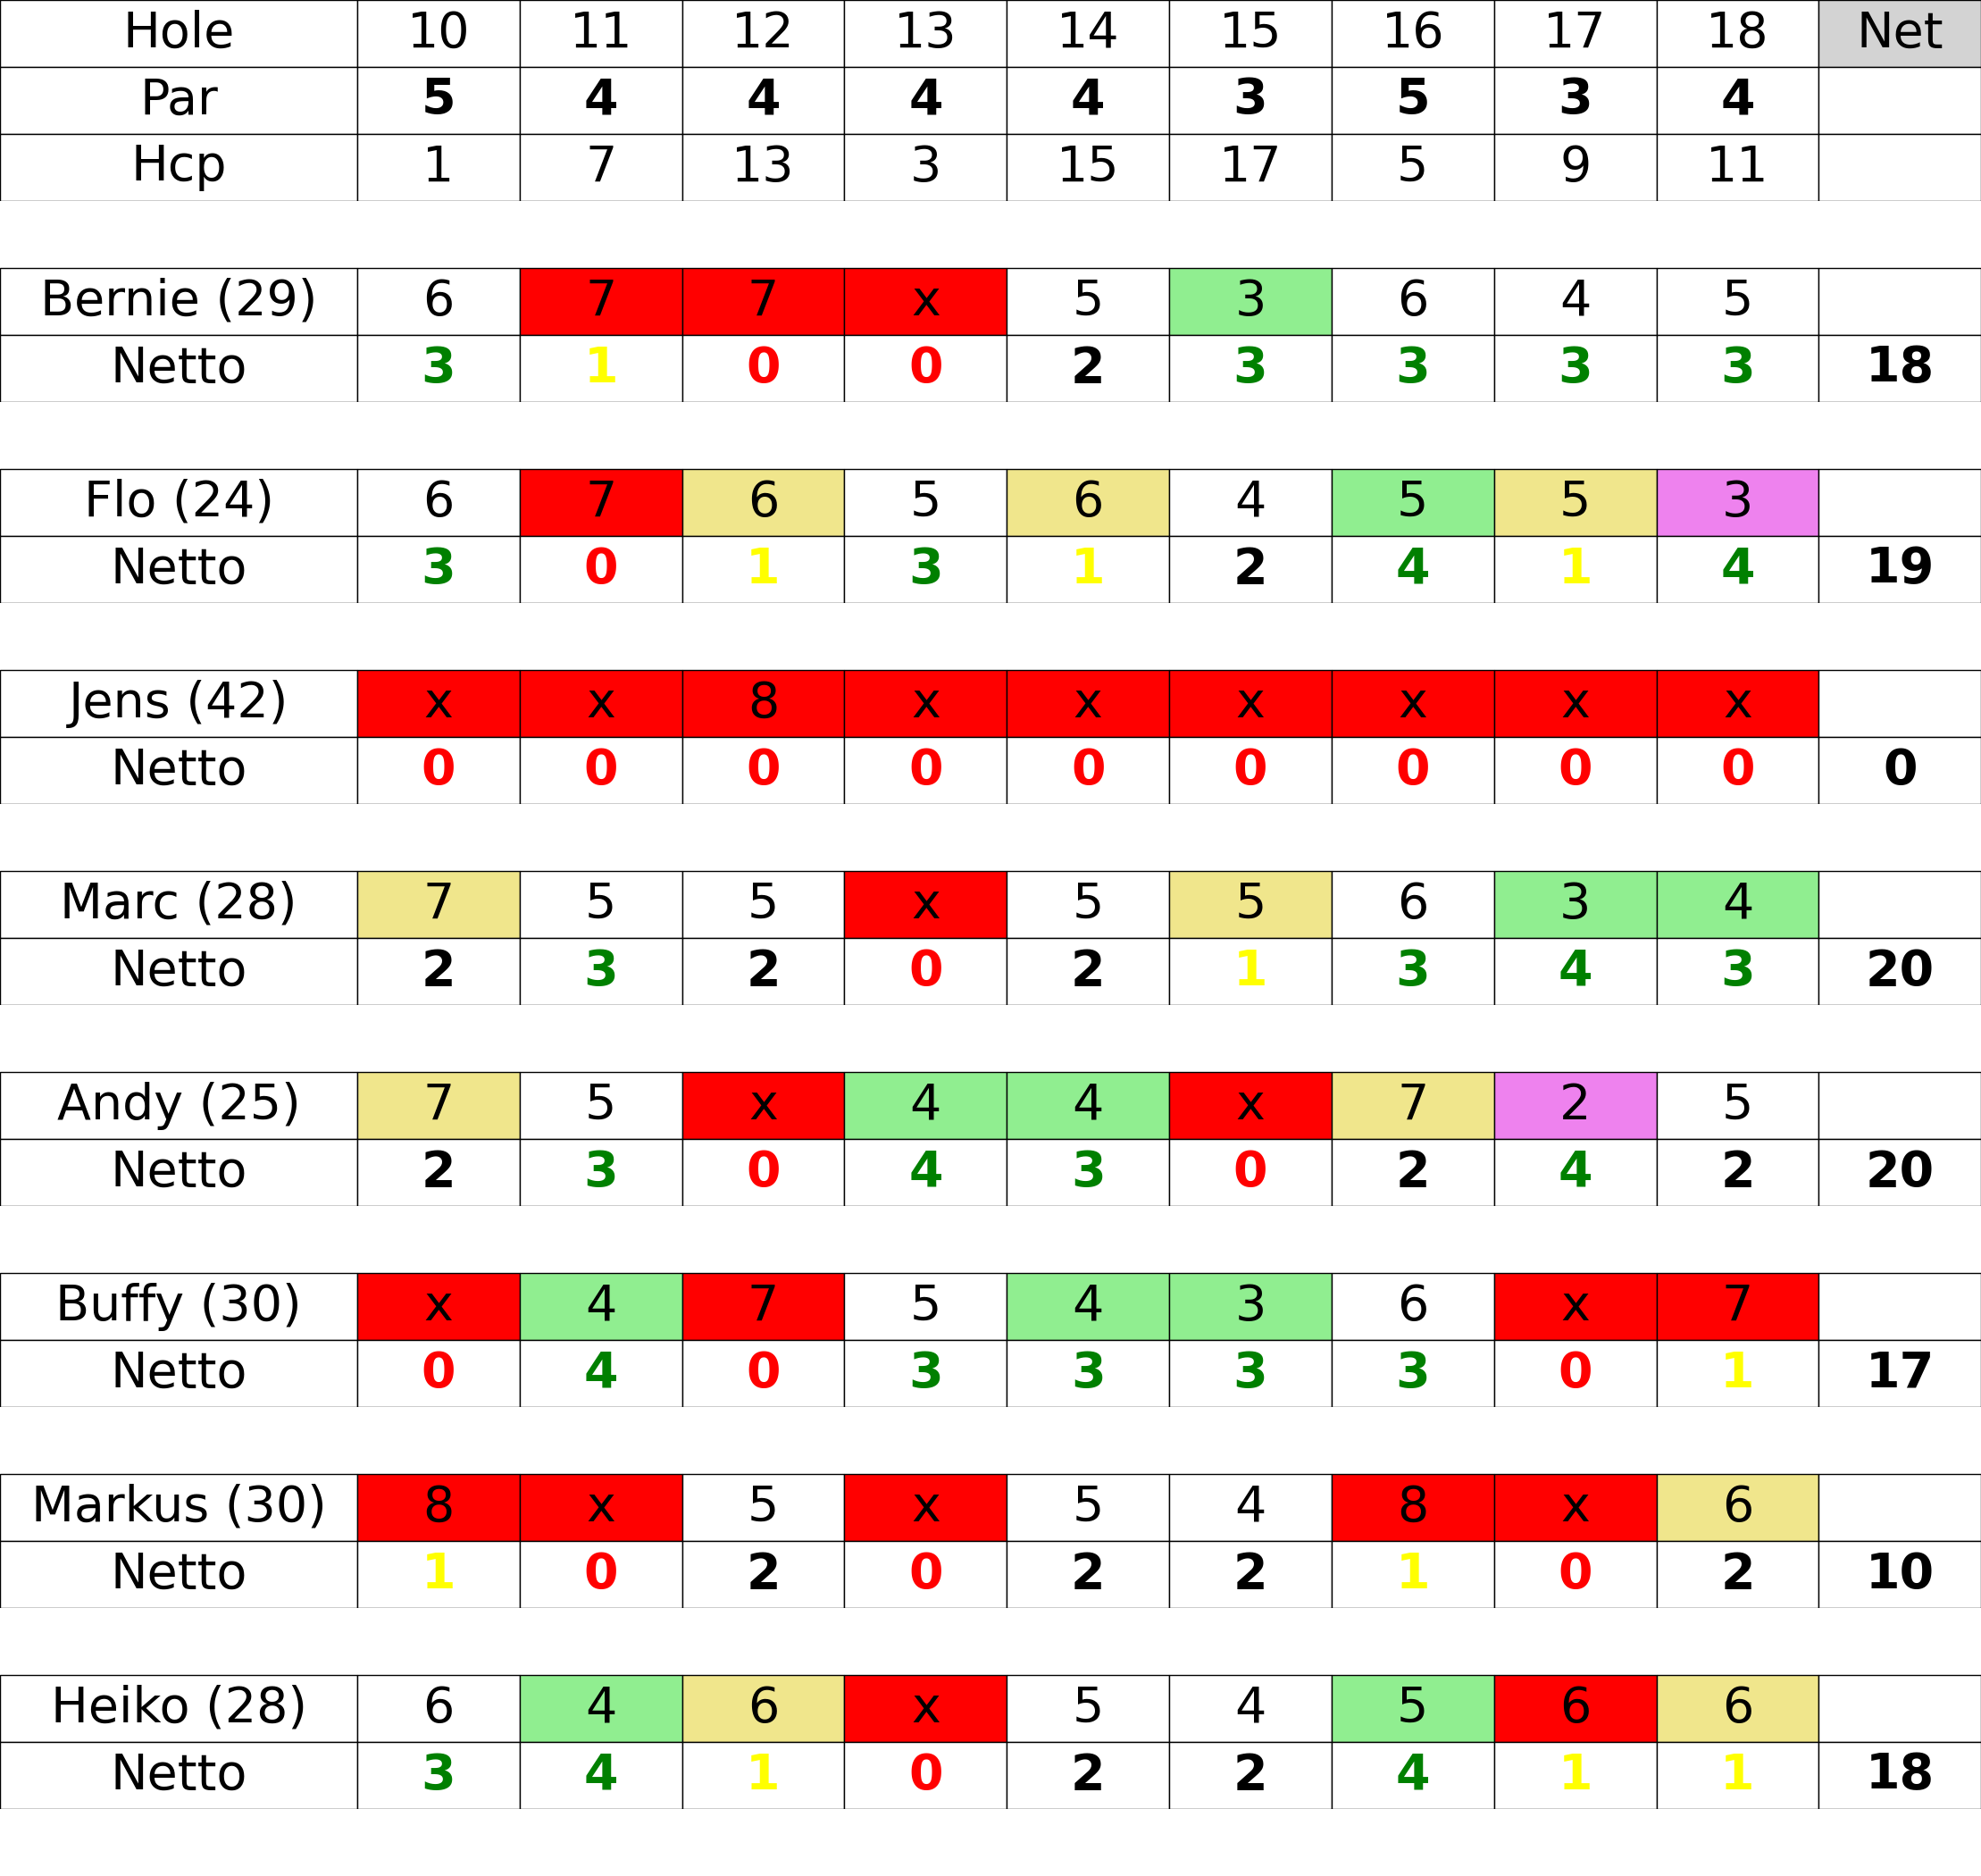 Hole 10 11 12 13 14 15 16 17 18 Net
Par 5 4 4 4 4 3 5 3 4
Hcp 1 7 13 3 15 17 5 9 11
Bernie (29) 6 7 7 x 5 3 6 4 5
Netto 3 1 0 0 2 3 3 3 3 18
Flo (24) 6 7 6 5 6 4 5 5 3
Netto 3 0 1 3 1 2 4 1 4 19
Jens (42) x x 8 x x x x x x
Netto 0 0 0 0 0 0 0 0 0 0
Marc (28) 7 5 5 x 5 5 6 3 4
Netto 2 3 2 0 2 1 3 4 3 20
Andy (25) 7 5 x 4 4 x 7 2 5
Netto 2 3 0 4 3 0 2 4 2 20
Buffy (30) x 4 7 5 4 3 6 x 7
Netto 0 4 0 3 3 3 3 0 1 17
Markus (30) 8 x 5 x 5 4 8 x 6
Netto 1 0 2 0 2 2 1 0 2 10
Heiko (28) 6 4 6 x 5 4 5 6 6
Netto 3 4 1 0 2 2 4 1 1 18